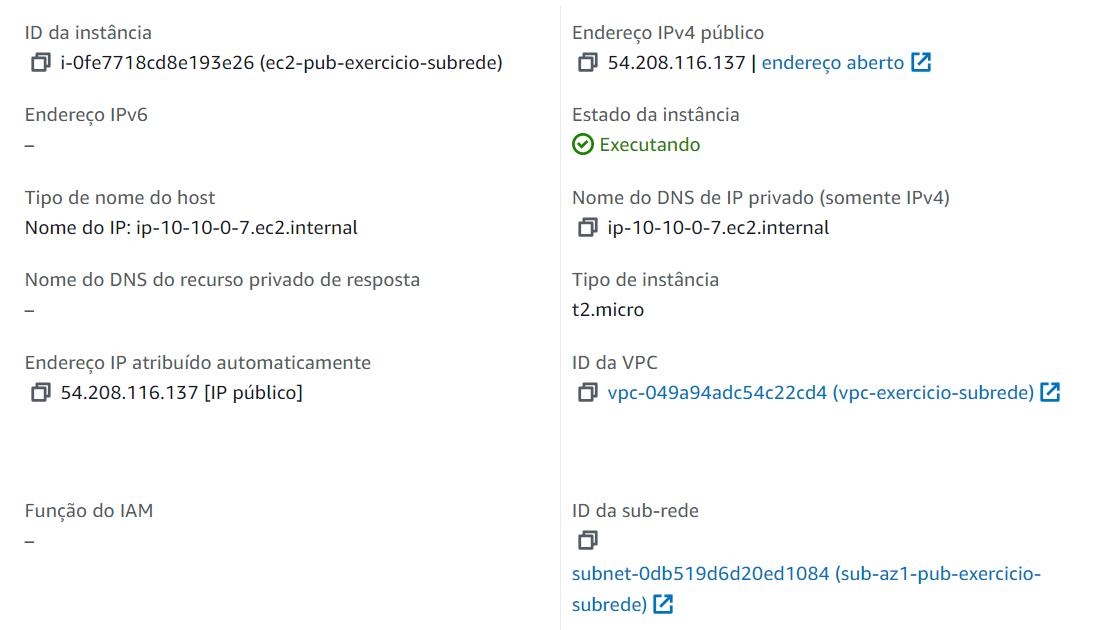 ID da instância
i-0fe7718cd8e193e26 (ec2-pub-exercicio-subrede)
Endereço IPv4 público
54.208.116.137 | endereço aberto
Endereço IPv6
–
Estado da instância
Executando
Tipo de nome do host
Nome do IP: ip-10-10-0-7.ec2.internal
Nome do DNS de IP privado (somente IPv4)
ip-10-10-0-7.ec2.internal
Nome do DNS do recurso privado de resposta
–
Tipo de instância
t2.micro
Endereço IP atribuído automaticamente
54.208.116.137 [IP público]
ID da VPC
vpc-049a94adc54c22cd4 (vpc-exercicio-subrede)
Função do IAM
–
ID da sub-rede
subnet-0db519d6d20ed1084 (sub-az1-pub-exercicio-
subrede)